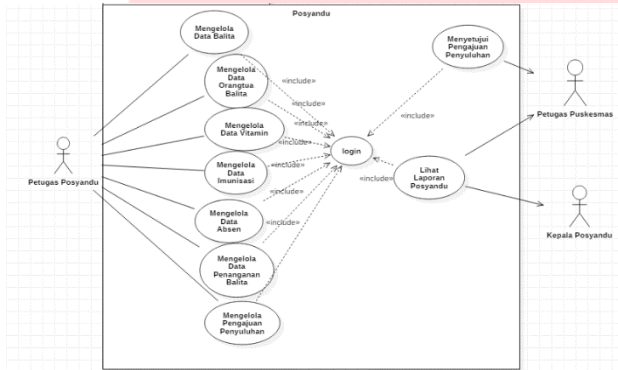 Posyandu
Mengelola
Data Balita
Mengelola
Data
Orangtua
Balita
Mengelola
Data Vitamin
Mengelola
Data
Imunisasi
Mengelola
Data
Absen
Mengelola
Data
Penanganan
Balita
Mengelola
Pengajuan
Penyuluhan
«include»
«include»
«include»
«include»
«include»
«include»
«include»
login
«include»
«include»
Menyetujui
Pengajuan
Penyuluhan
Lihat
Laporan
Posyandu
Petugas Posyandu
Petugas Puskesmas
Kepala Posyandu